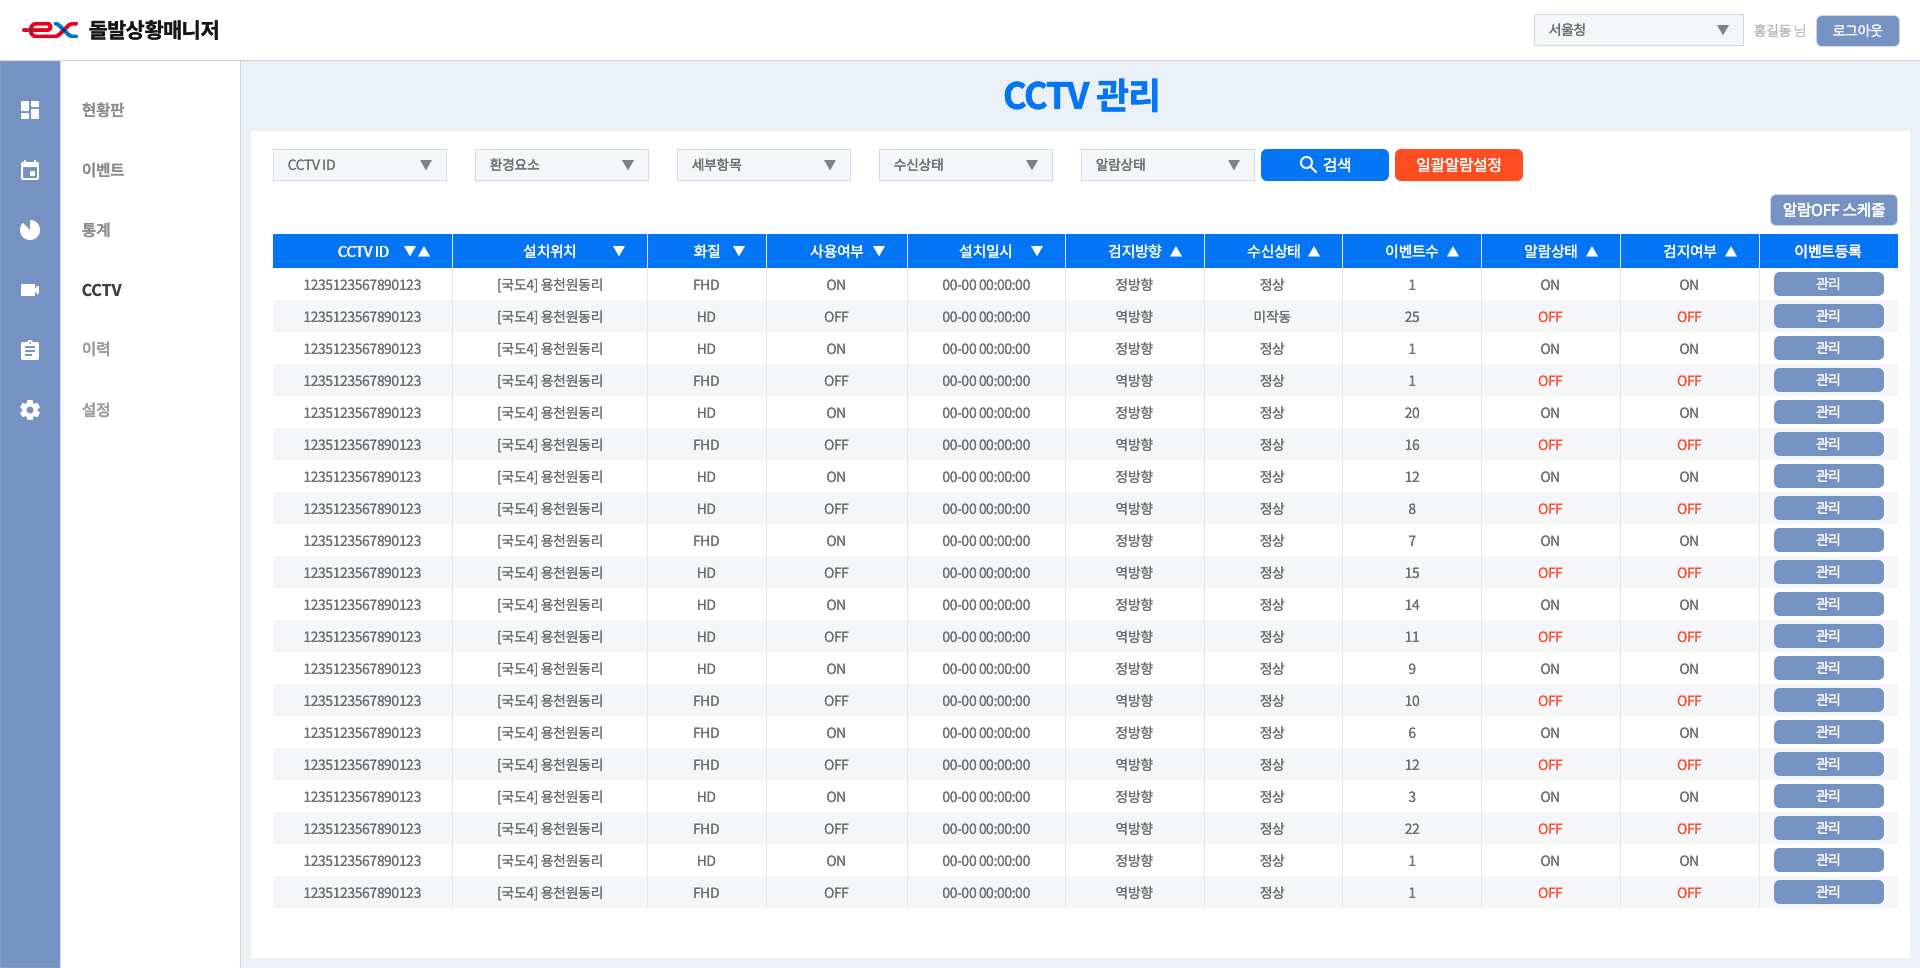 ex 돌발상황매니저
서울청 ▼ 홍길동 님 로그아웃
현황판
이벤트
통계
CCTV
이력
설정
CCTV 관리
CCTV ID ▼ 환경요소 ▼ 세부항목 ▼ 수신상태 ▼ 알람상태 ▼ 검색 일괄알람설정
알람OFF 스케줄
CCTV ID ▼▲ 설치위치 ▼ 화질 ▼ 사용여부 ▼ 설치일시 ▼ 검지방향 ▲ 수신상태 ▲ 이벤트수 ▲ 알람상태 ▲ 검지여부 ▲ 이벤트등록
1235123567890123 [국도4] 용천원동리 FHD ON 00-00 00:00:00 정방향 정상 1 ON ON 관리
1235123567890123 [국도4] 용천원동리 HD OFF 00-00 00:00:00 역방향 미작동 25 OFF OFF 관리
1235123567890123 [국도4] 용천원동리 HD ON 00-00 00:00:00 정방향 정상 1 ON ON 관리
1235123567890123 [국도4] 용천원동리 FHD OFF 00-00 00:00:00 역방향 정상 1 OFF OFF 관리
1235123567890123 [국도4] 용천원동리 HD ON 00-00 00:00:00 정방향 정상 20 ON ON 관리
1235123567890123 [국도4] 용천원동리 FHD OFF 00-00 00:00:00 역방향 정상 16 OFF OFF 관리
1235123567890123 [국도4] 용천원동리 HD ON 00-00 00:00:00 정방향 정상 12 ON ON 관리
1235123567890123 [국도4] 용천원동리 HD OFF 00-00 00:00:00 역방향 정상 8 OFF OFF 관리
1235123567890123 [국도4] 용천원동리 FHD ON 00-00 00:00:00 정방향 정상 7 ON ON 관리
1235123567890123 [국도4] 용천원동리 HD OFF 00-00 00:00:00 역방향 정상 15 OFF OFF 관리
1235123567890123 [국도4] 용천원동리 HD ON 00-00 00:00:00 정방향 정상 14 ON ON 관리
1235123567890123 [국도4] 용천원동리 HD OFF 00-00 00:00:00 역방향 정상 11 OFF OFF 관리
1235123567890123 [국도4] 용천원동리 HD ON 00-00 00:00:00 정방향 정상 9 ON ON 관리
1235123567890123 [국도4] 용천원동리 FHD OFF 00-00 00:00:00 역방향 정상 10 OFF OFF 관리
1235123567890123 [국도4] 용천원동리 FHD ON 00-00 00:00:00 정방향 정상 6 ON ON 관리
1235123567890123 [국도4] 용천원동리 FHD OFF 00-00 00:00:00 역방향 정상 12 OFF OFF 관리
1235123567890123 [국도4] 용천원동리 HD ON 00-00 00:00:00 정방향 정상 3 ON ON 관리
1235123567890123 [국도4] 용천원동리 FHD OFF 00-00 00:00:00 역방향 정상 22 OFF OFF 관리
1235123567890123 [국도4] 용천원동리 HD ON 00-00 00:00:00 정방향 정상 1 ON ON 관리
1235123567890123 [국도4] 용천원동리 FHD OFF 00-00 00:00:00 역방향 정상 1 OFF OFF 관리